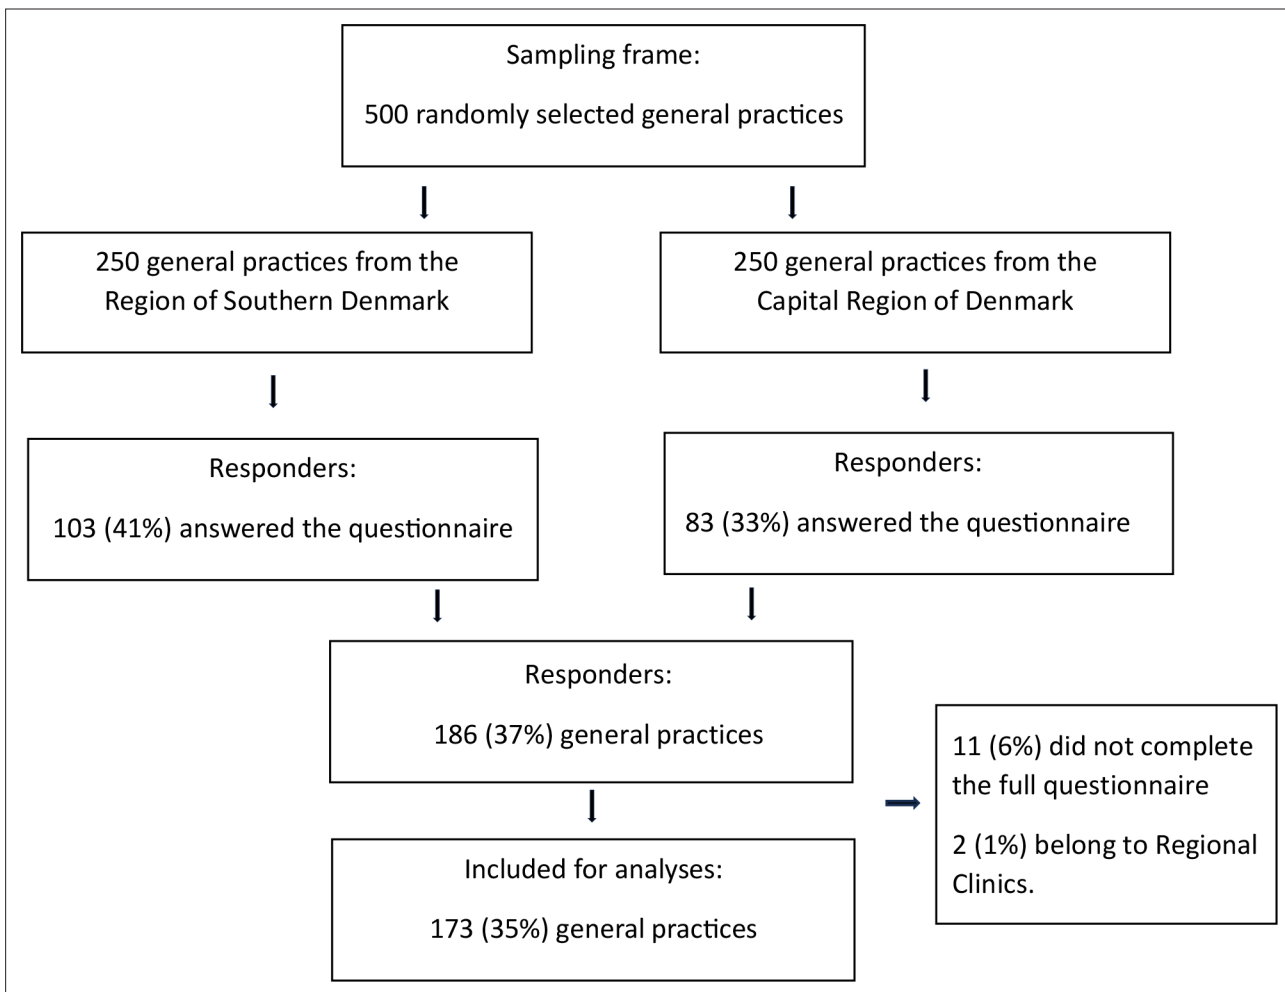 Sampling frame:
500 randomly selected general practices
250 general practices from the
Region of Southern Denmark
250 general practices from the
Capital Region of Denmark
Responders:
103 (41%) answered the questionnaire
Responders:
83 (33%) answered the questionnaire
Responders:
186 (37%) general practices
11 (6%) did not complete
the full questionnaire
2 (1%) belong to Regional
Clinics.
Included for analyses:
173 (35%) general practices